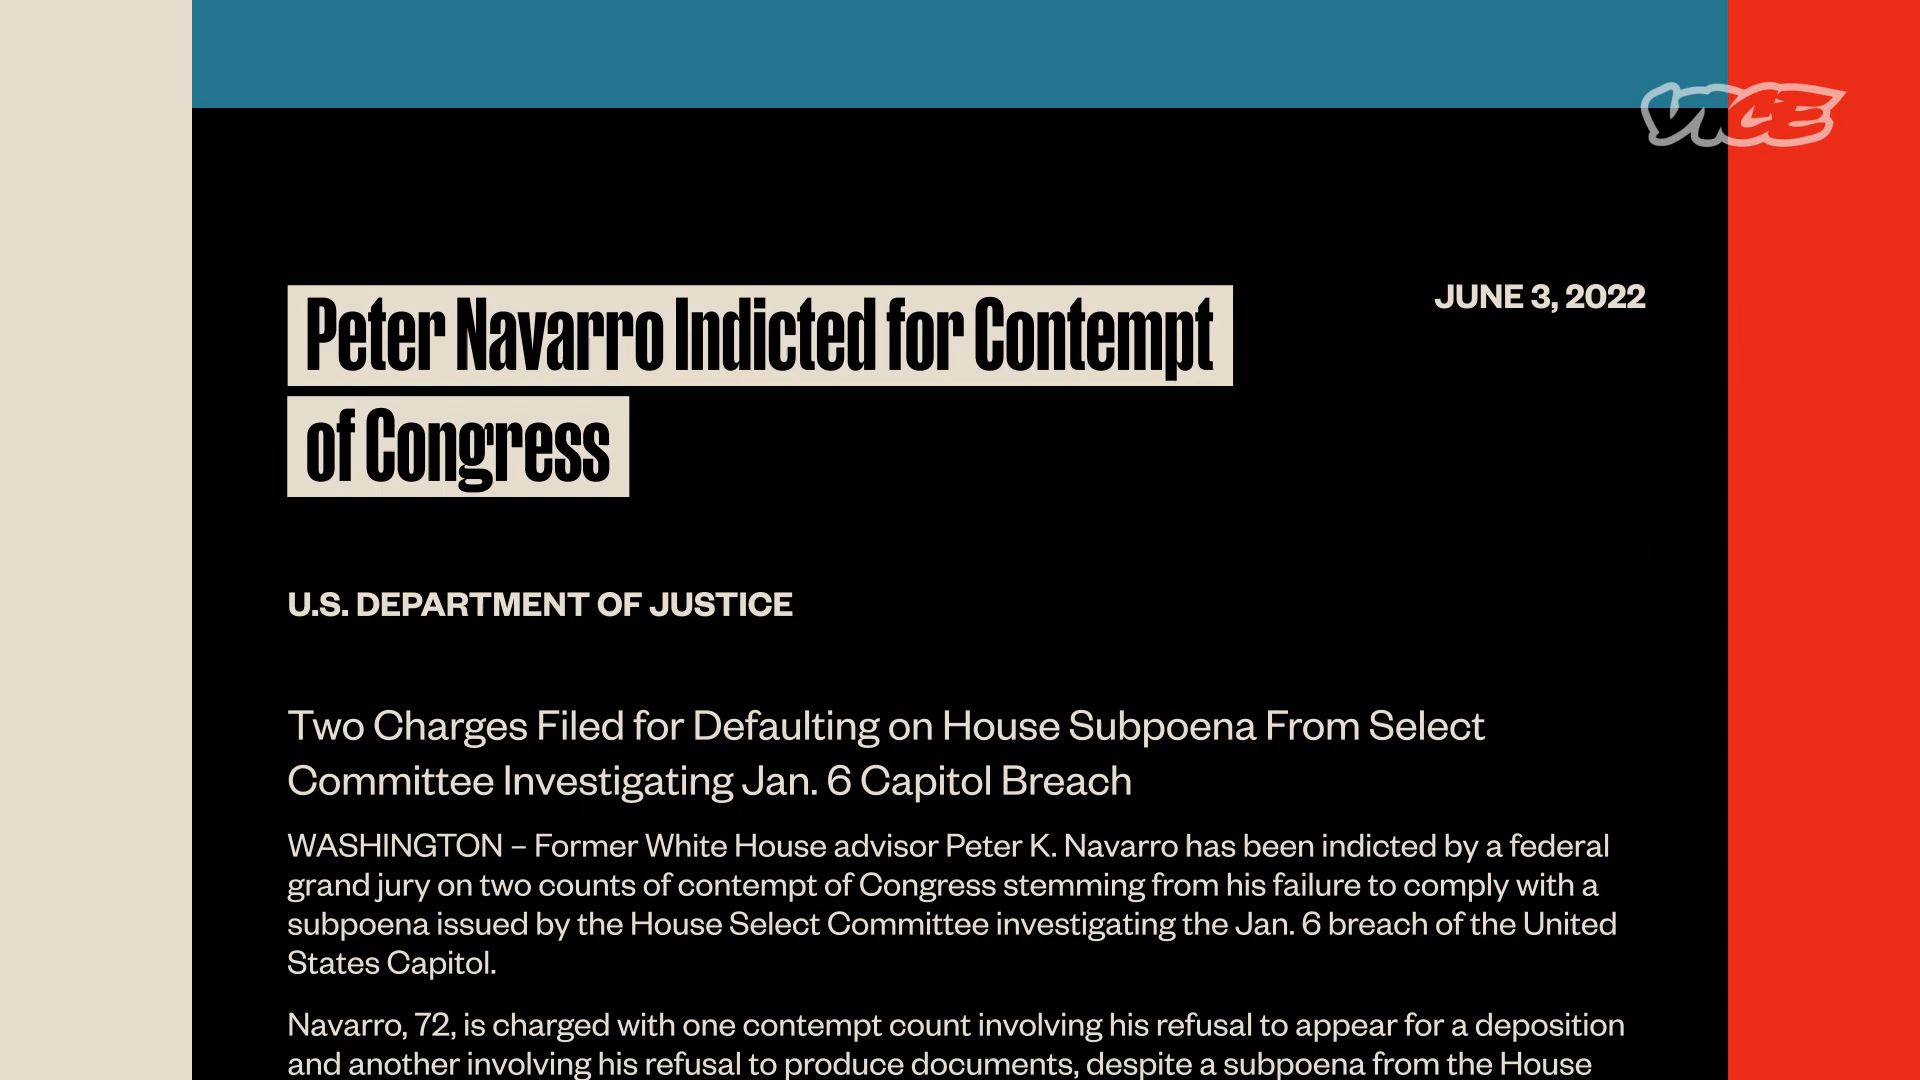 VICE
Peter Navarro Indicted for Contempt
of Congress
JUNE 3, 2022
U.S. DEPARTMENT OF JUSTICE
Two Charges Filed for Defaulting on House Subpoena From Select
Committee Investigating Jan. 6 Capitol Breach
WASHINGTON – Former White House advisor Peter K. Navarro has been indicted by a federal
grand jury on two counts of contempt of Congress stemming from his failure to comply with a
subpoena issued by the House Select Committee investigating the Jan. 6 breach of the United
States Capitol.
Navarro, 72, is charged with one contempt count involving his refusal to appear for a deposition
and another involving his refusal to produce documents, despite a subpoena from the House